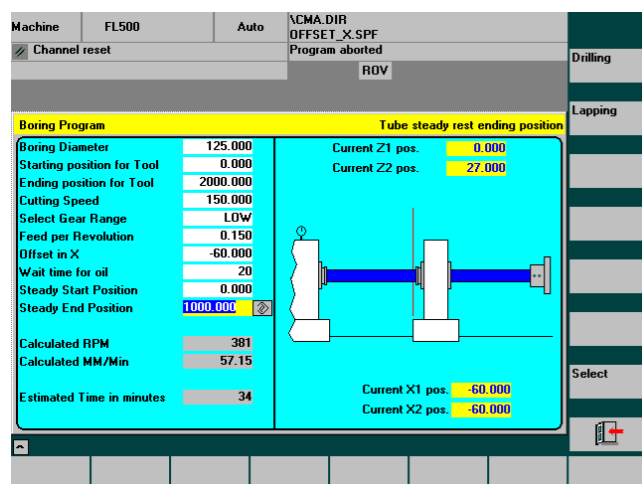 Machine FL500 Auto \CMA.DIR
OFFSET_X.SPF
Channel reset Program aborted
ROV
Drilling
Lapping
Boring Program Tube steady rest ending position
Boring Diameter 125.000
Starting position for Tool 0.000
Ending position for Tool 2000.000
Cutting Speed 150.000
Select Gear Range LOW
Feed per Revolution 0.150
Offset in X -60.000
Wait time for oil 20
Steady Start Position 0.000
Steady End Position 1000.000
Calculated RPM 381
Calculated MM/Min 57.15
Estimated Time in minutes 34
Current Z1 pos. 0.000
Current Z2 pos. 27.000
Current X1 pos. -60.000
Current X2 pos. -60.000
Select